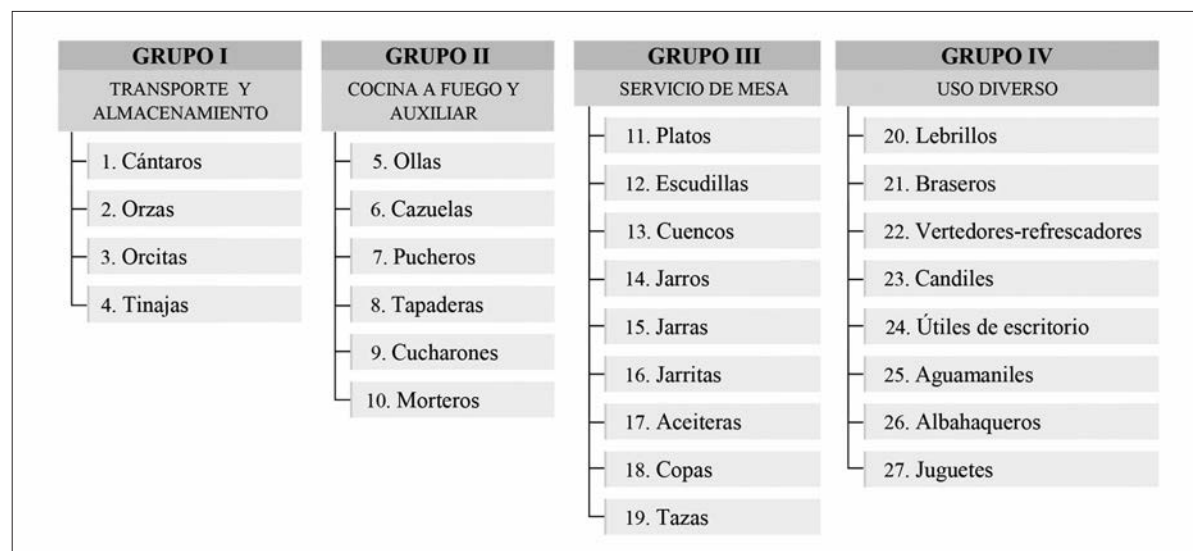 GRUPO I
TRANSPORTE Y
ALMACENAMIENTO
1. Cántaros
2. Orzas
3. Orcitas
4. Tinajas
GRUPO II
COCINA A FUEGO Y
AUXILIAR
5. Ollas
6. Cazuelas
7. Pucheros
8. Tapaderas
9. Cucharones
10. Morteros
GRUPO III
SERVICIO DE MESA
11. Platos
12. Escudillas
13. Cuencos
14. Jarros
15. Jarras
16. Jarritas
17. Aceiteras
18. Copas
19. Tazas
GRUPO IV
USO DIVERSO
20. Lebrillos
21. Braseros
22. Vertedores-refrescadores
23. Candiles
24. Útiles de escritorio
25. Aguamaniles
26. Albahaqueros
27. Juguetes